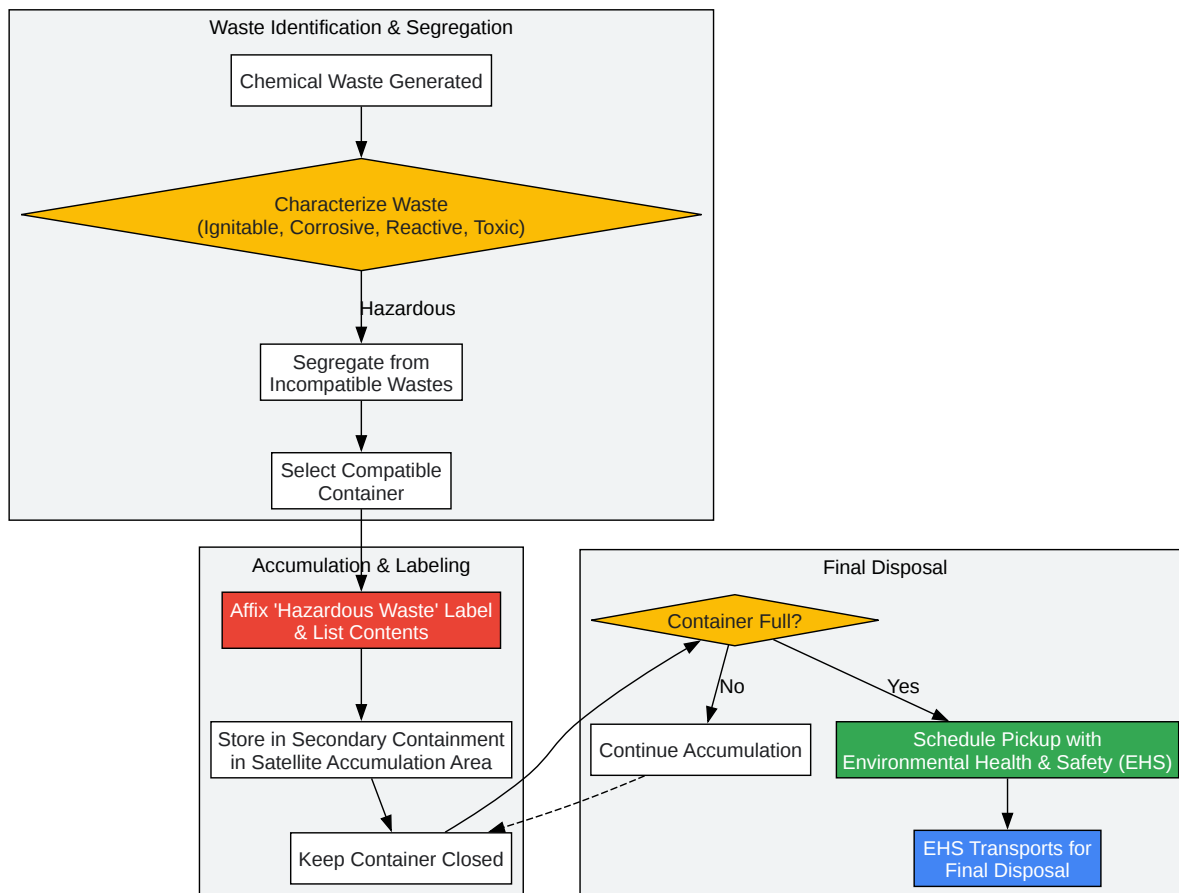 Waste Identification & Segregation
Chemical Waste Generated
Characterize Waste
(Ignitable, Corrosive, Reactive, Toxic)
Hazardous
Segregate from
Incompatible Wastes
Select Compatible
Container
Accumulation & Labeling
Affix 'Hazardous Waste' Label
& List Contents
Store in Secondary Containment
in Satellite Accumulation Area
Keep Container Closed
Final Disposal
Container Full?
No
Yes
Continue Accumulation
Schedule Pickup with
Environmental Health & Safety (EHS)
EHS Transports for
Final Disposal